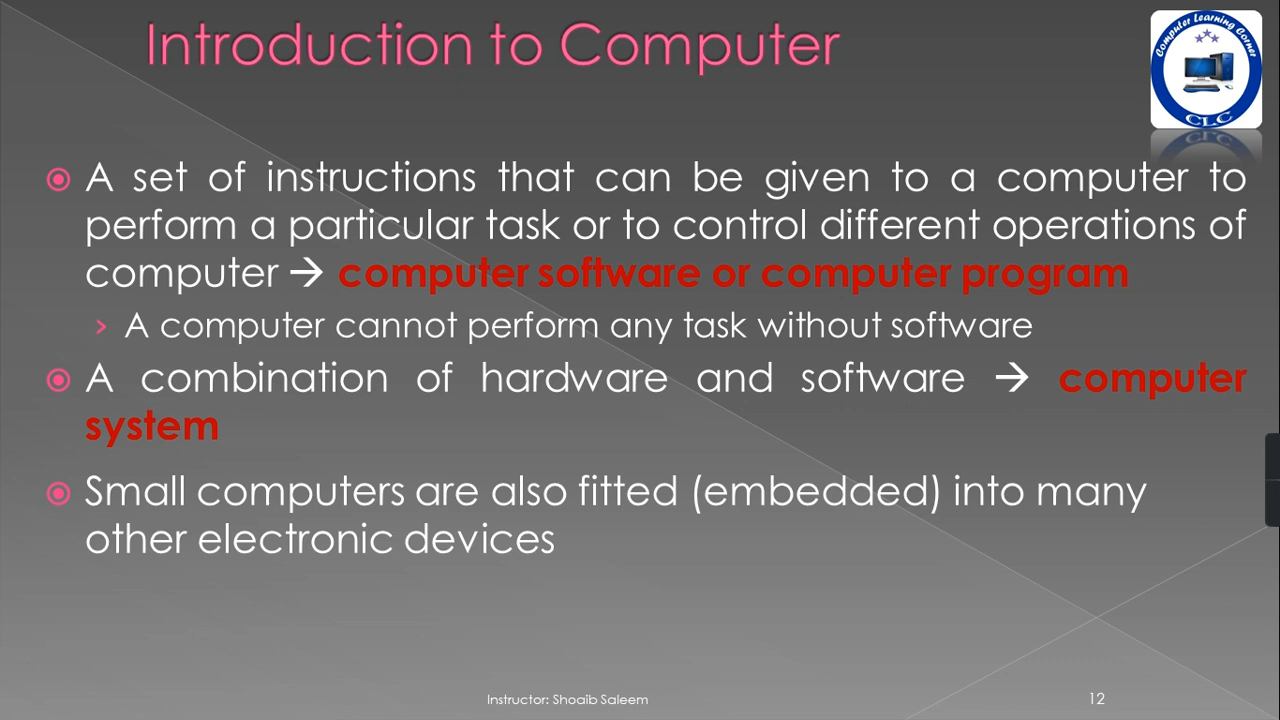 Introduction to Computer
Computer Learning Corner
CLC
A set of instructions that can be given to a computer to
perform a particular task or to control different operations of
computer → computer software or computer program
› A computer cannot perform any task without software
A combination of hardware and software → computer
system
Small computers are also fitted (embedded) into many
other electronic devices
Instructor: Shoaib Saleem
12